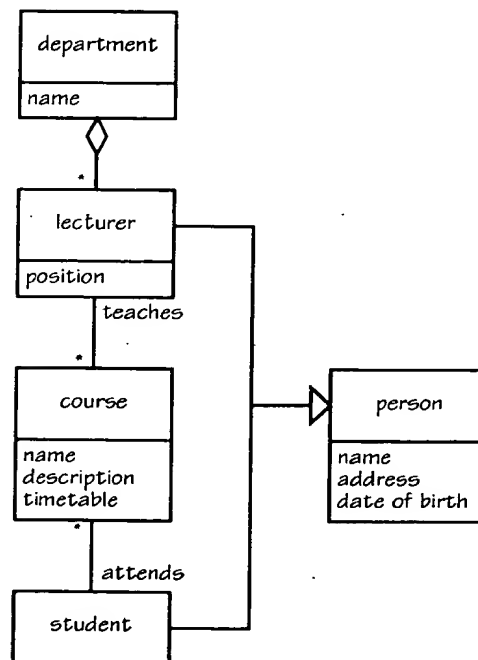 department
name
*
lecturer
position
teaches
*
course
name
description
timetable
*
attends
student
person
name
address
date of birth